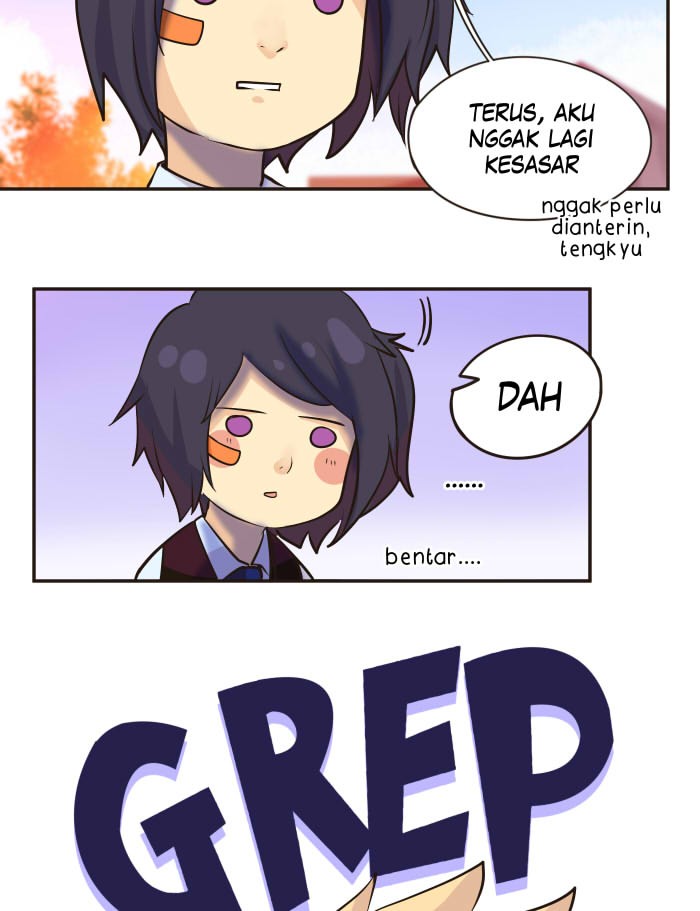 TERUS, AKU
NGGAK LAGI
KESASAR
nggak perlu
dianterin,
tengkyu
DAH
......
bentar....
GREP